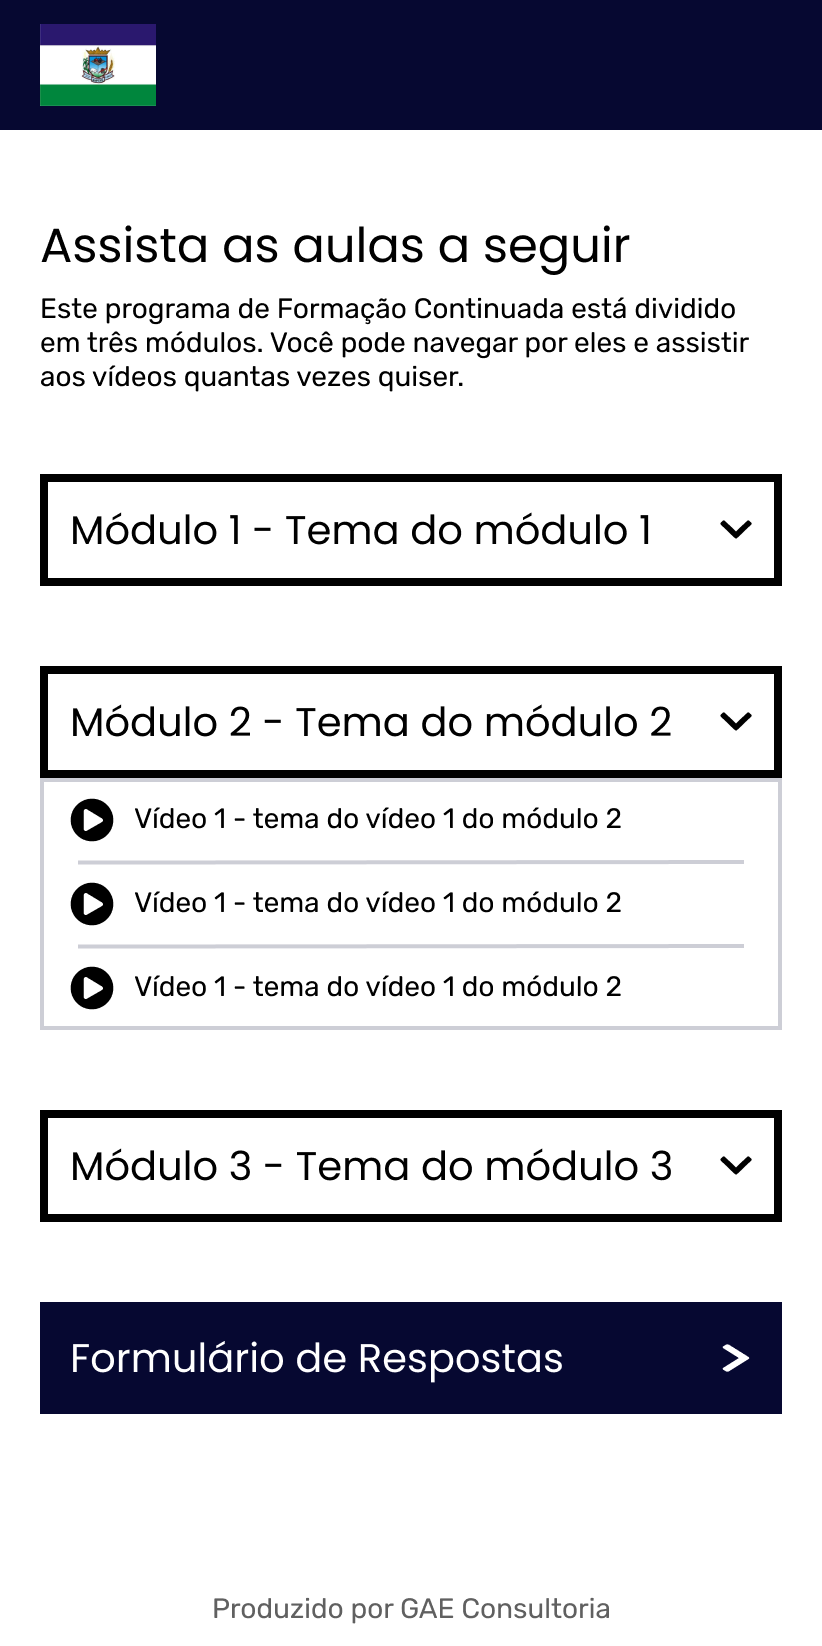 Assista as aulas a seguir
Este programa de Formação Continuada está dividido
em três módulos. Você pode navegar por eles e assistir
aos vídeos quantas vezes quiser.
Módulo 1 - Tema do módulo 1
Módulo 2 - Tema do módulo 2
Vídeo 1 - tema do vídeo 1 do módulo 2
Vídeo 1 - tema do vídeo 1 do módulo 2
Vídeo 1 - tema do vídeo 1 do módulo 2
Módulo 3 - Tema do módulo 3
Formulário de Respostas
Produzido por GAE Consultoria